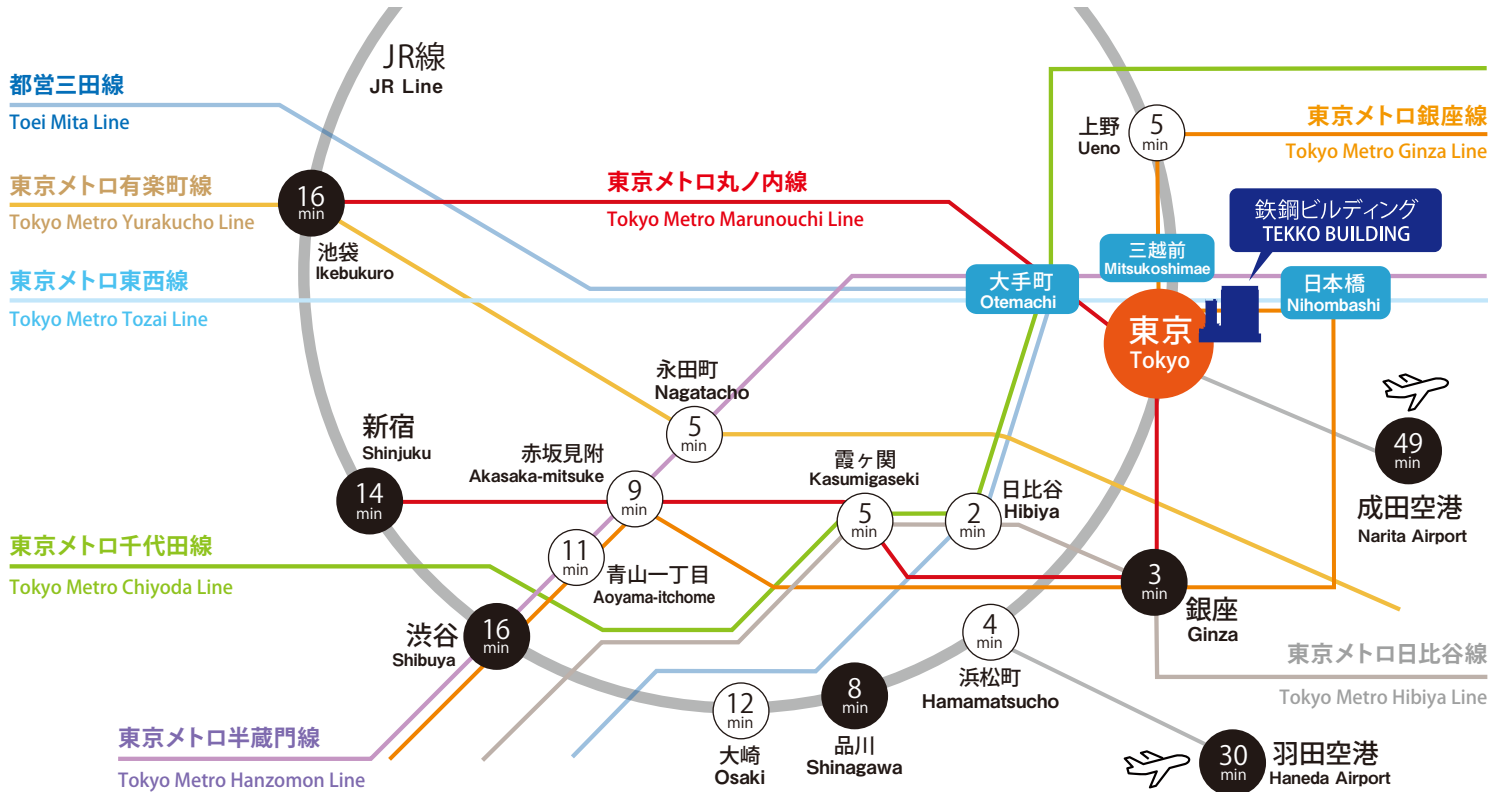 JR線
JR Line
都営三田線
Toei Mita Line
上野
Ueno
5
min
東京メトロ銀座線
Tokyo Metro Ginza Line
東京メトロ有楽町線
Tokyo Metro Yurakucho Line
16
min
池袋
Ikebukuro
東京メトロ丸ノ内線
Tokyo Metro Marunouchi Line
鉄鋼ビルディング
TEKKO BUILDING
三越前
Mitsukoshimae
東京メトロ東西線
Tokyo Metro Tozai Line
大手町
Otemachi
日本橋
Nihombashi
東京
Tokyo
永田町
Nagatacho
5
min
新宿
Shinjuku
14
min
赤坂見附
Akasaka-mitsuke
9
min
霞ヶ関
Kasumigaseki
5
min
日比谷
Hibiya
2
min
49
min
成田空港
Narita Airport
東京メトロ千代田線
Tokyo Metro Chiyoda Line
11
min
青山一丁目
Aoyama-itchome
3
min
銀座
Ginza
渋谷
Shibuya
16
min
4
min
浜松町
Hamamatsucho
東京メトロ日比谷線
Tokyo Metro Hibiya Line
12
min
大崎
Osaki
8
min
品川
Shinagawa
東京メトロ半蔵門線
Tokyo Metro Hanzomon Line
30
min
羽田空港
Haneda Airport